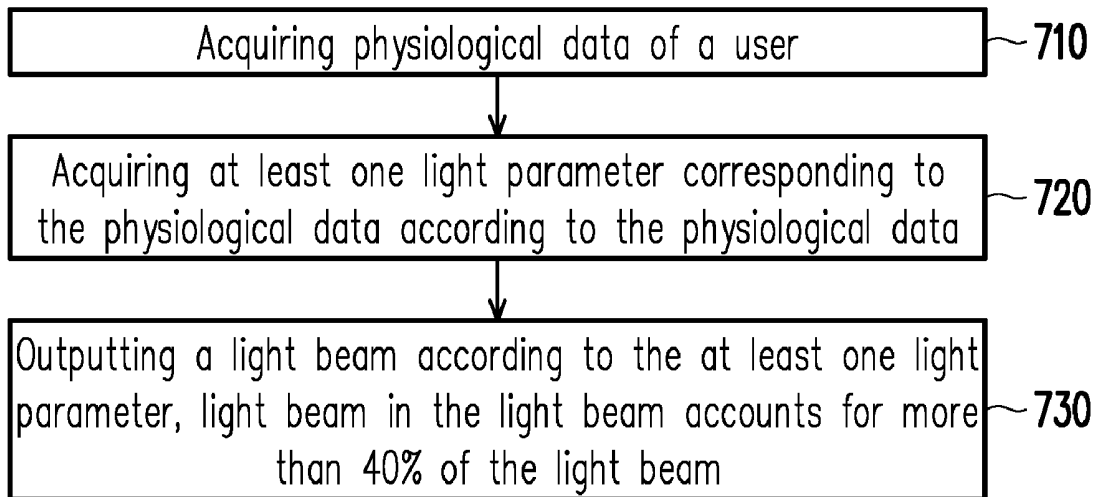 Acquiring physiological data of a user
710
Acquiring at least one light parameter corresponding to
the physiological data according to the physiological data
720
Outputting a light beam according to the at least one light
parameter, light beam in the light beam accounts for more
than 40% of the light beam
730